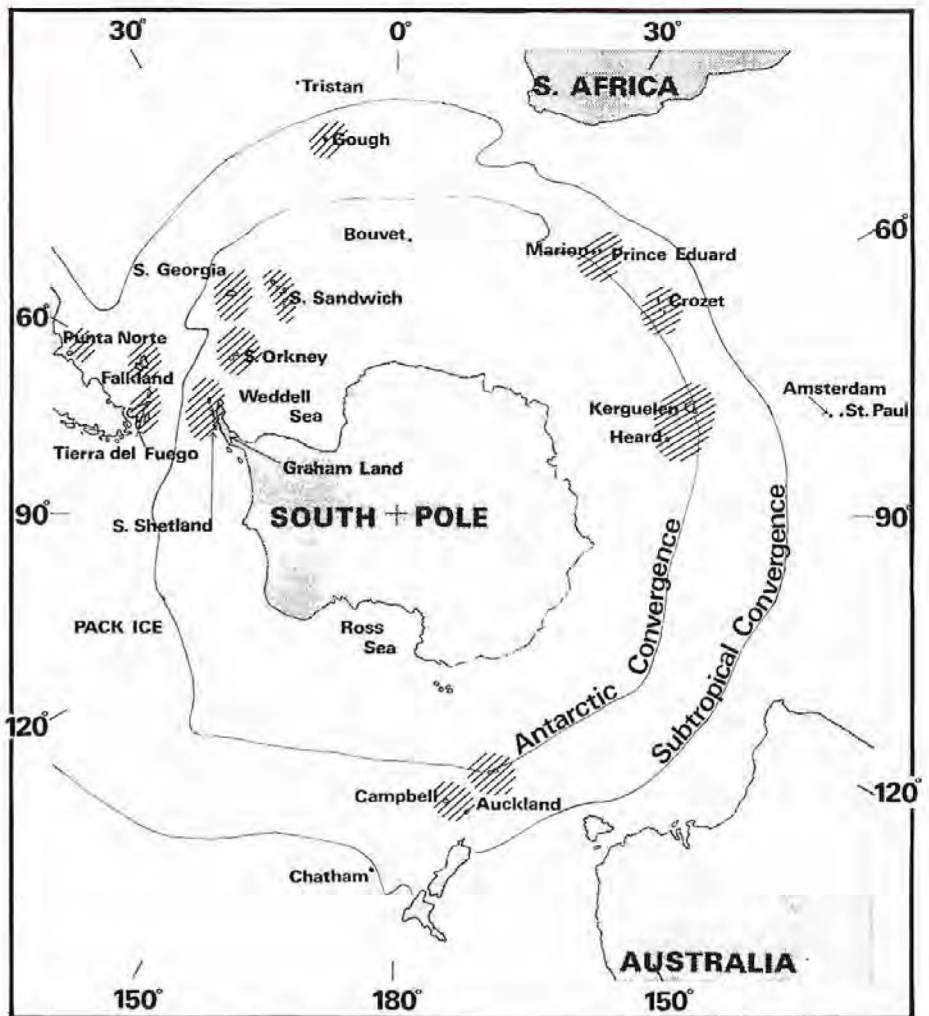 30°
0°
30°
Tristan
S. AFRICA
Gough
60°
Bouvet
Marion
Prince Eduard
S. Georgia
S. Sandwich
Crozet
60°
Punta Norte
S. Orkney
Falkland
Weddell
Sea
Amsterdam
St. Paul
Kerguelen
Heard
Tierra del Fuego
Graham Land
S. Shetland
90°
SOUTH POLE
90°
PACK ICE
Ross
Sea
Antarctic Convergence
Subtropical Convergence
120°
Campbell
Auckland
120°
Chatham
AUSTRALIA
150°
180°
150°